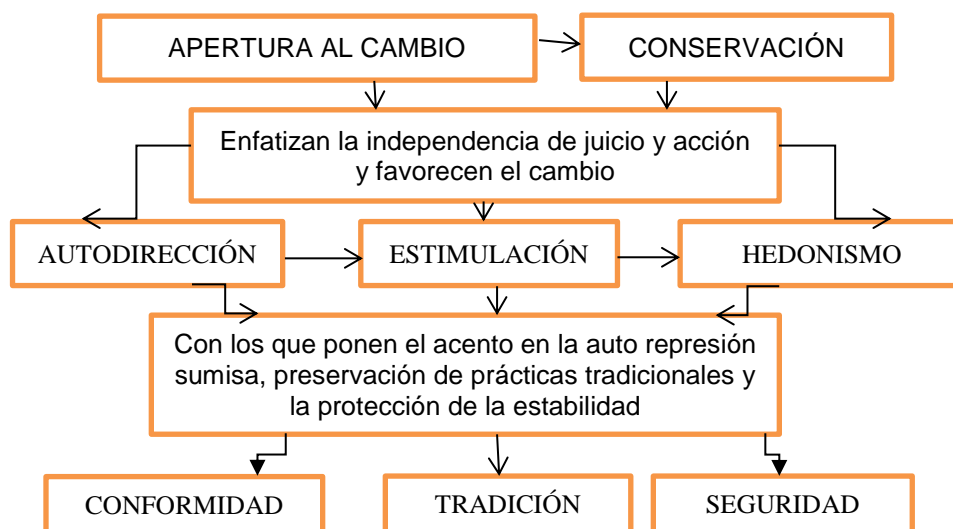 APERTURA AL CAMBIO
CONSERVACIÓN
Enfatizan la independencia de juicio y acción
y favorecen el cambio
AUTODIRECCIÓN
ESTIMULACIÓN
HEDONISMO
Con los que ponen el acento en la auto represión
sumisa, preservación de prácticas tradicionales y
la protección de la estabilidad
CONFORMIDAD
TRADICIÓN
SEGURIDAD